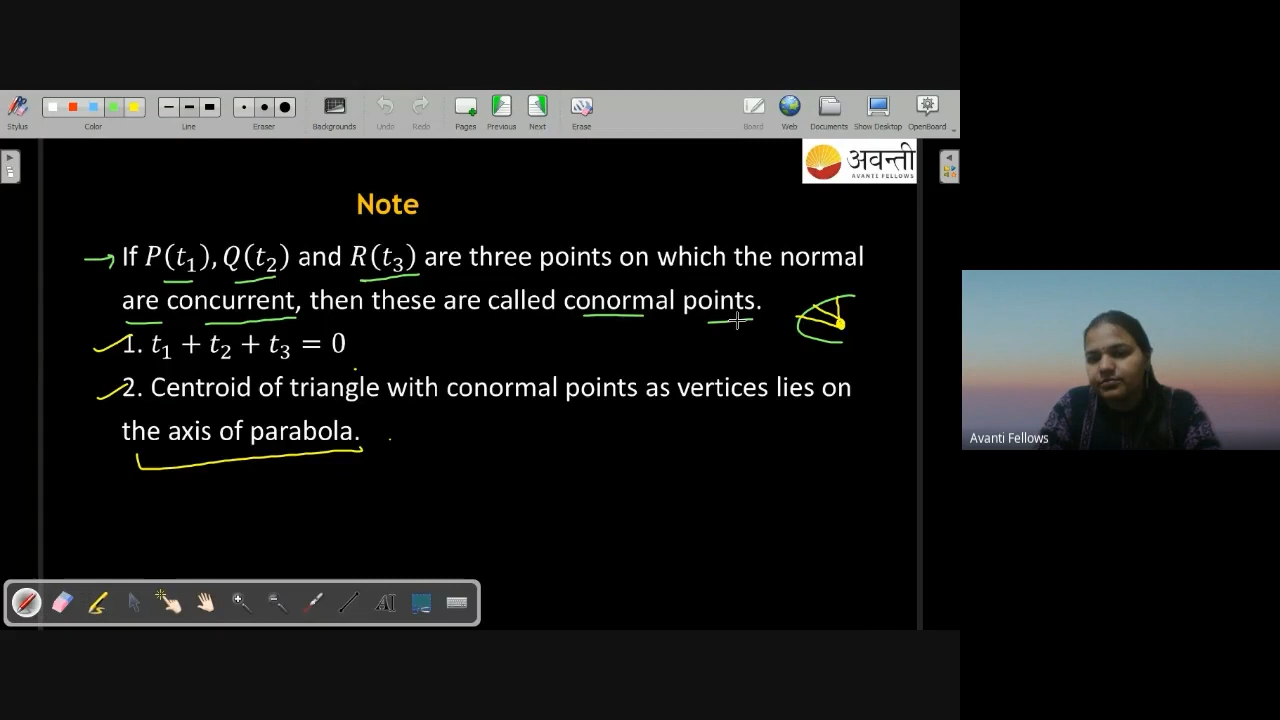 Stylus
Color
Line
Eraser
Backgrounds
Undo
Redo
Pages
Previous
Next
Erase
Board
Web
Documents
Show Desktop
OpenBoard
अवन्ती
AVANTI FELLOWS
Note
If P(t₁), Q(t₂) and R(t₃) are three points on which the normal
are concurrent, then these are called conormal points.
1. t₁ + t₂ + t₃ = 0
2. Centroid of triangle with conormal points as vertices lies on
the axis of parabola.
AI
Avanti Fellows